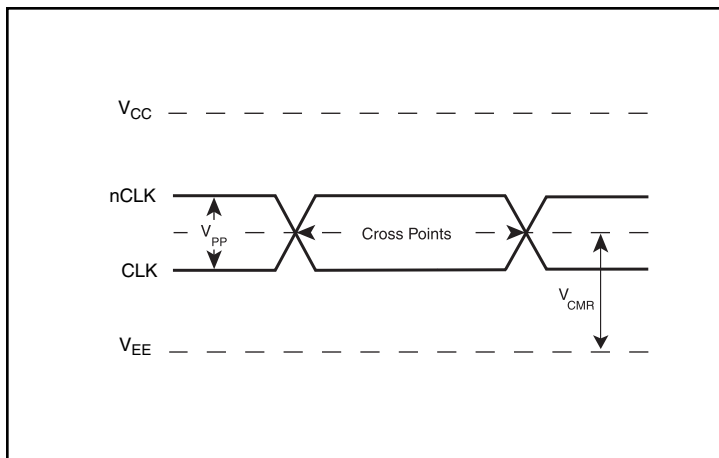 VCC
nCLK
VPP
Cross Points
CLK
VCMR
VEE